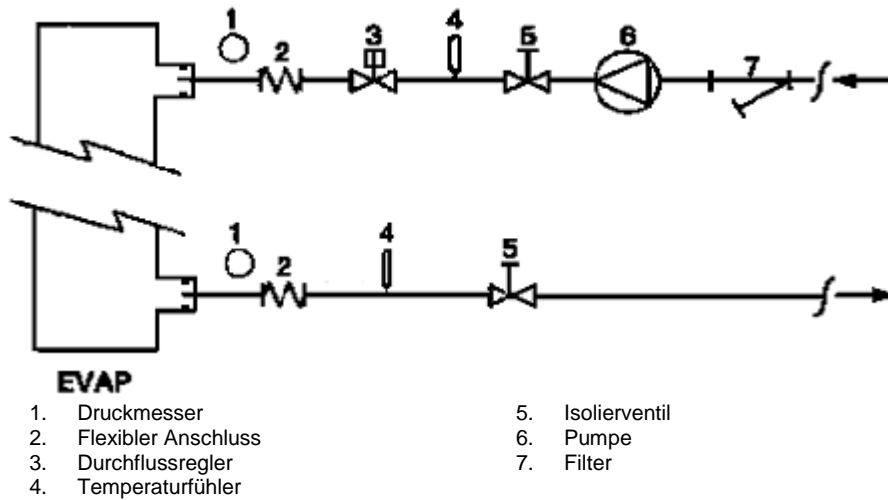 1 2 3 4 5 6 7
1 2 4 5
EVAP
1. Druckmesser
2. Flexibler Anschluss
3. Durchflussregler
4. Temperaturfühler
5. Isolierventil
6. Pumpe
7. Filter